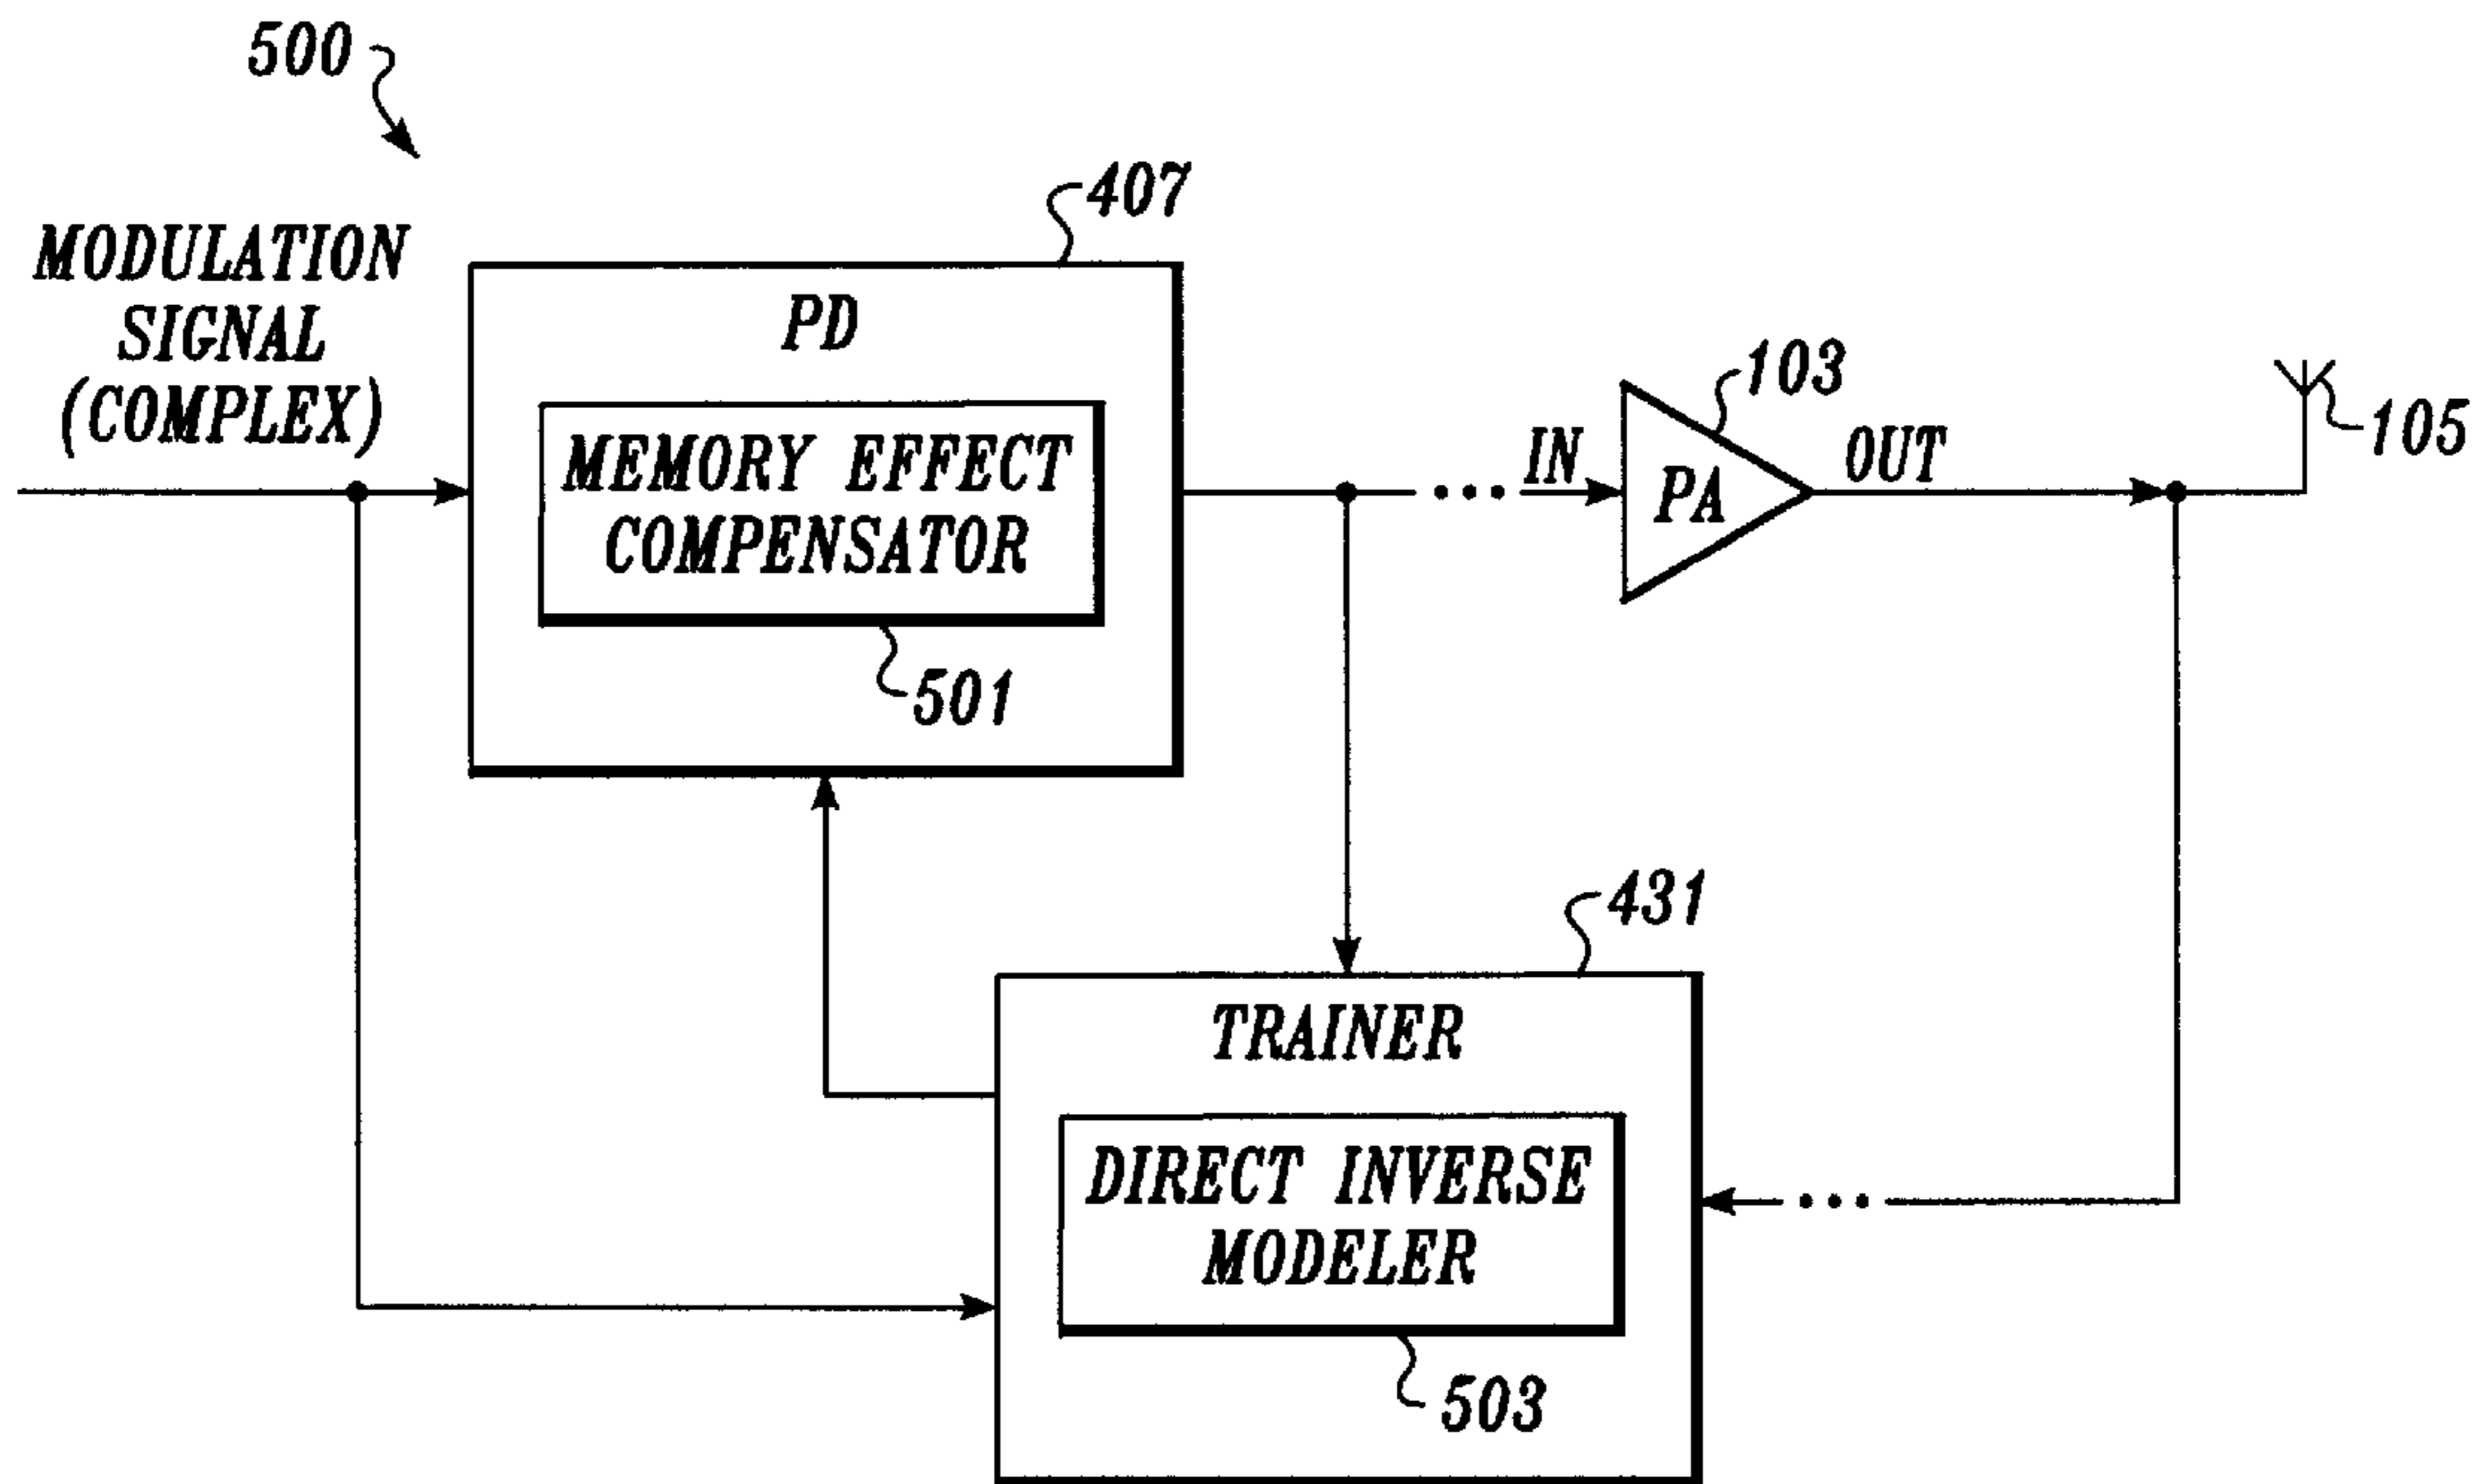 500
407
MODULATION
SIGNAL
(COMPLEX)
PD
MEMORY EFFECT
COMPENSATOR
501
IN
PA
103
OUT
105
431
TRAINER
DIRECT INVERSE
MODELER
503